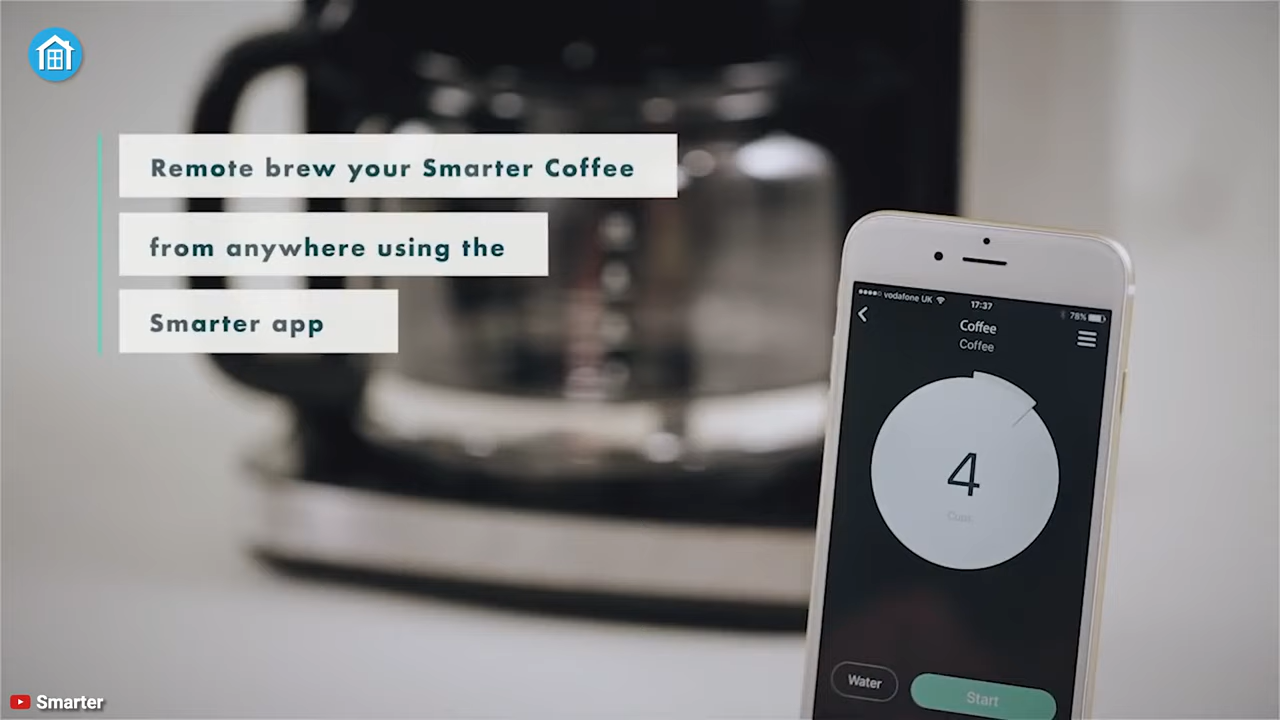 Remote brew your Smarter Coffee
from anywhere using the
Smarter app
vodafone UK 17:37 78%
Coffee
Coffee
4
Cups
Water
Start
Smarter